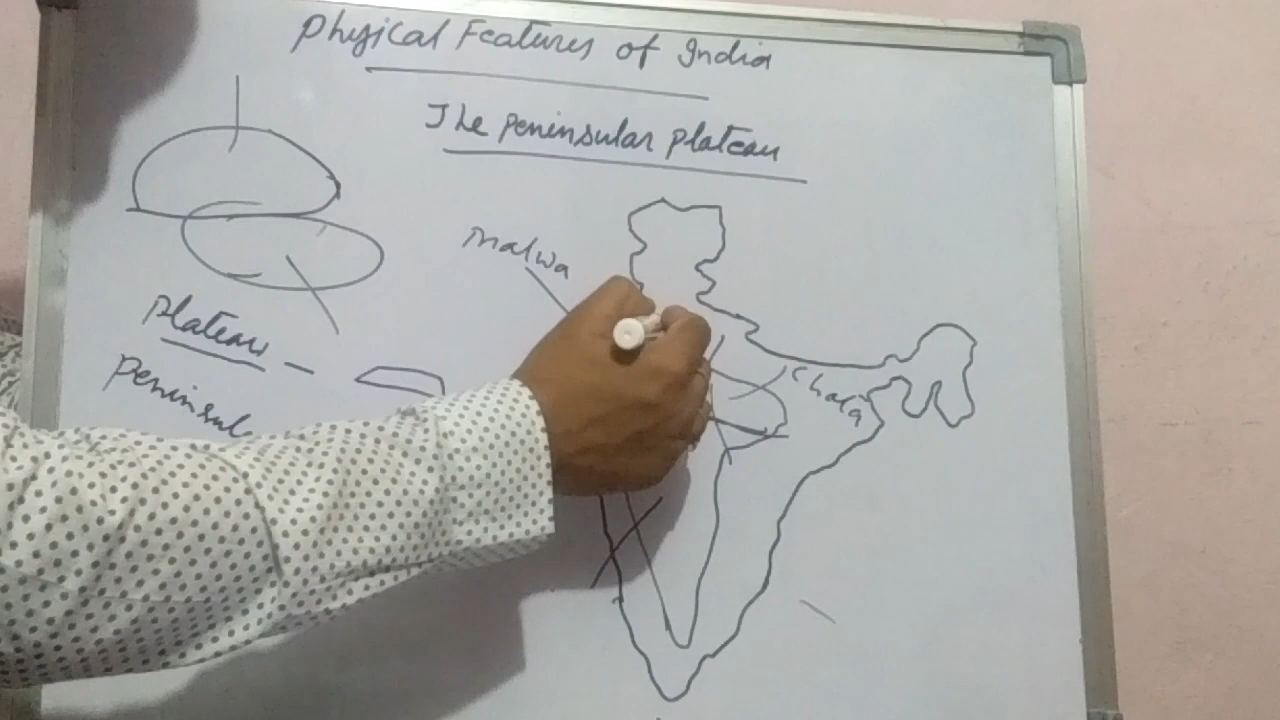 Physical Features of India
The Peninsular Plateau
Malwa
Plateau -
Peninsul
Chota